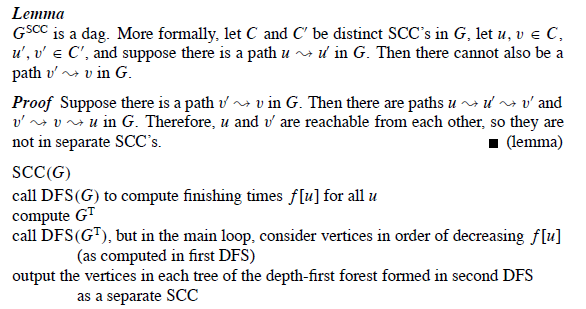 Lemma
G^SCC is a dag. More formally, let C and C′ be distinct SCC's in G, let u, v ∈ C,
u′, v′ ∈ C′, and suppose there is a path u ⇝ u′ in G. Then there cannot also be a
path v′ ⇝ v in G.
Proof Suppose there is a path v′ ⇝ v in G. Then there are paths u ⇝ u′ ⇝ v′ and
v′ ⇝ v ⇝ u in G. Therefore, u and v′ are reachable from each other, so they are
not in separate SCC's. ■ (lemma)
SCC(G)
call DFS(G) to compute finishing times f[u] for all u
compute G^T
call DFS(G^T), but in the main loop, consider vertices in order of decreasing f[u]
(as computed in first DFS)
output the vertices in each tree of the depth-first forest formed in second DFS
as a separate SCC